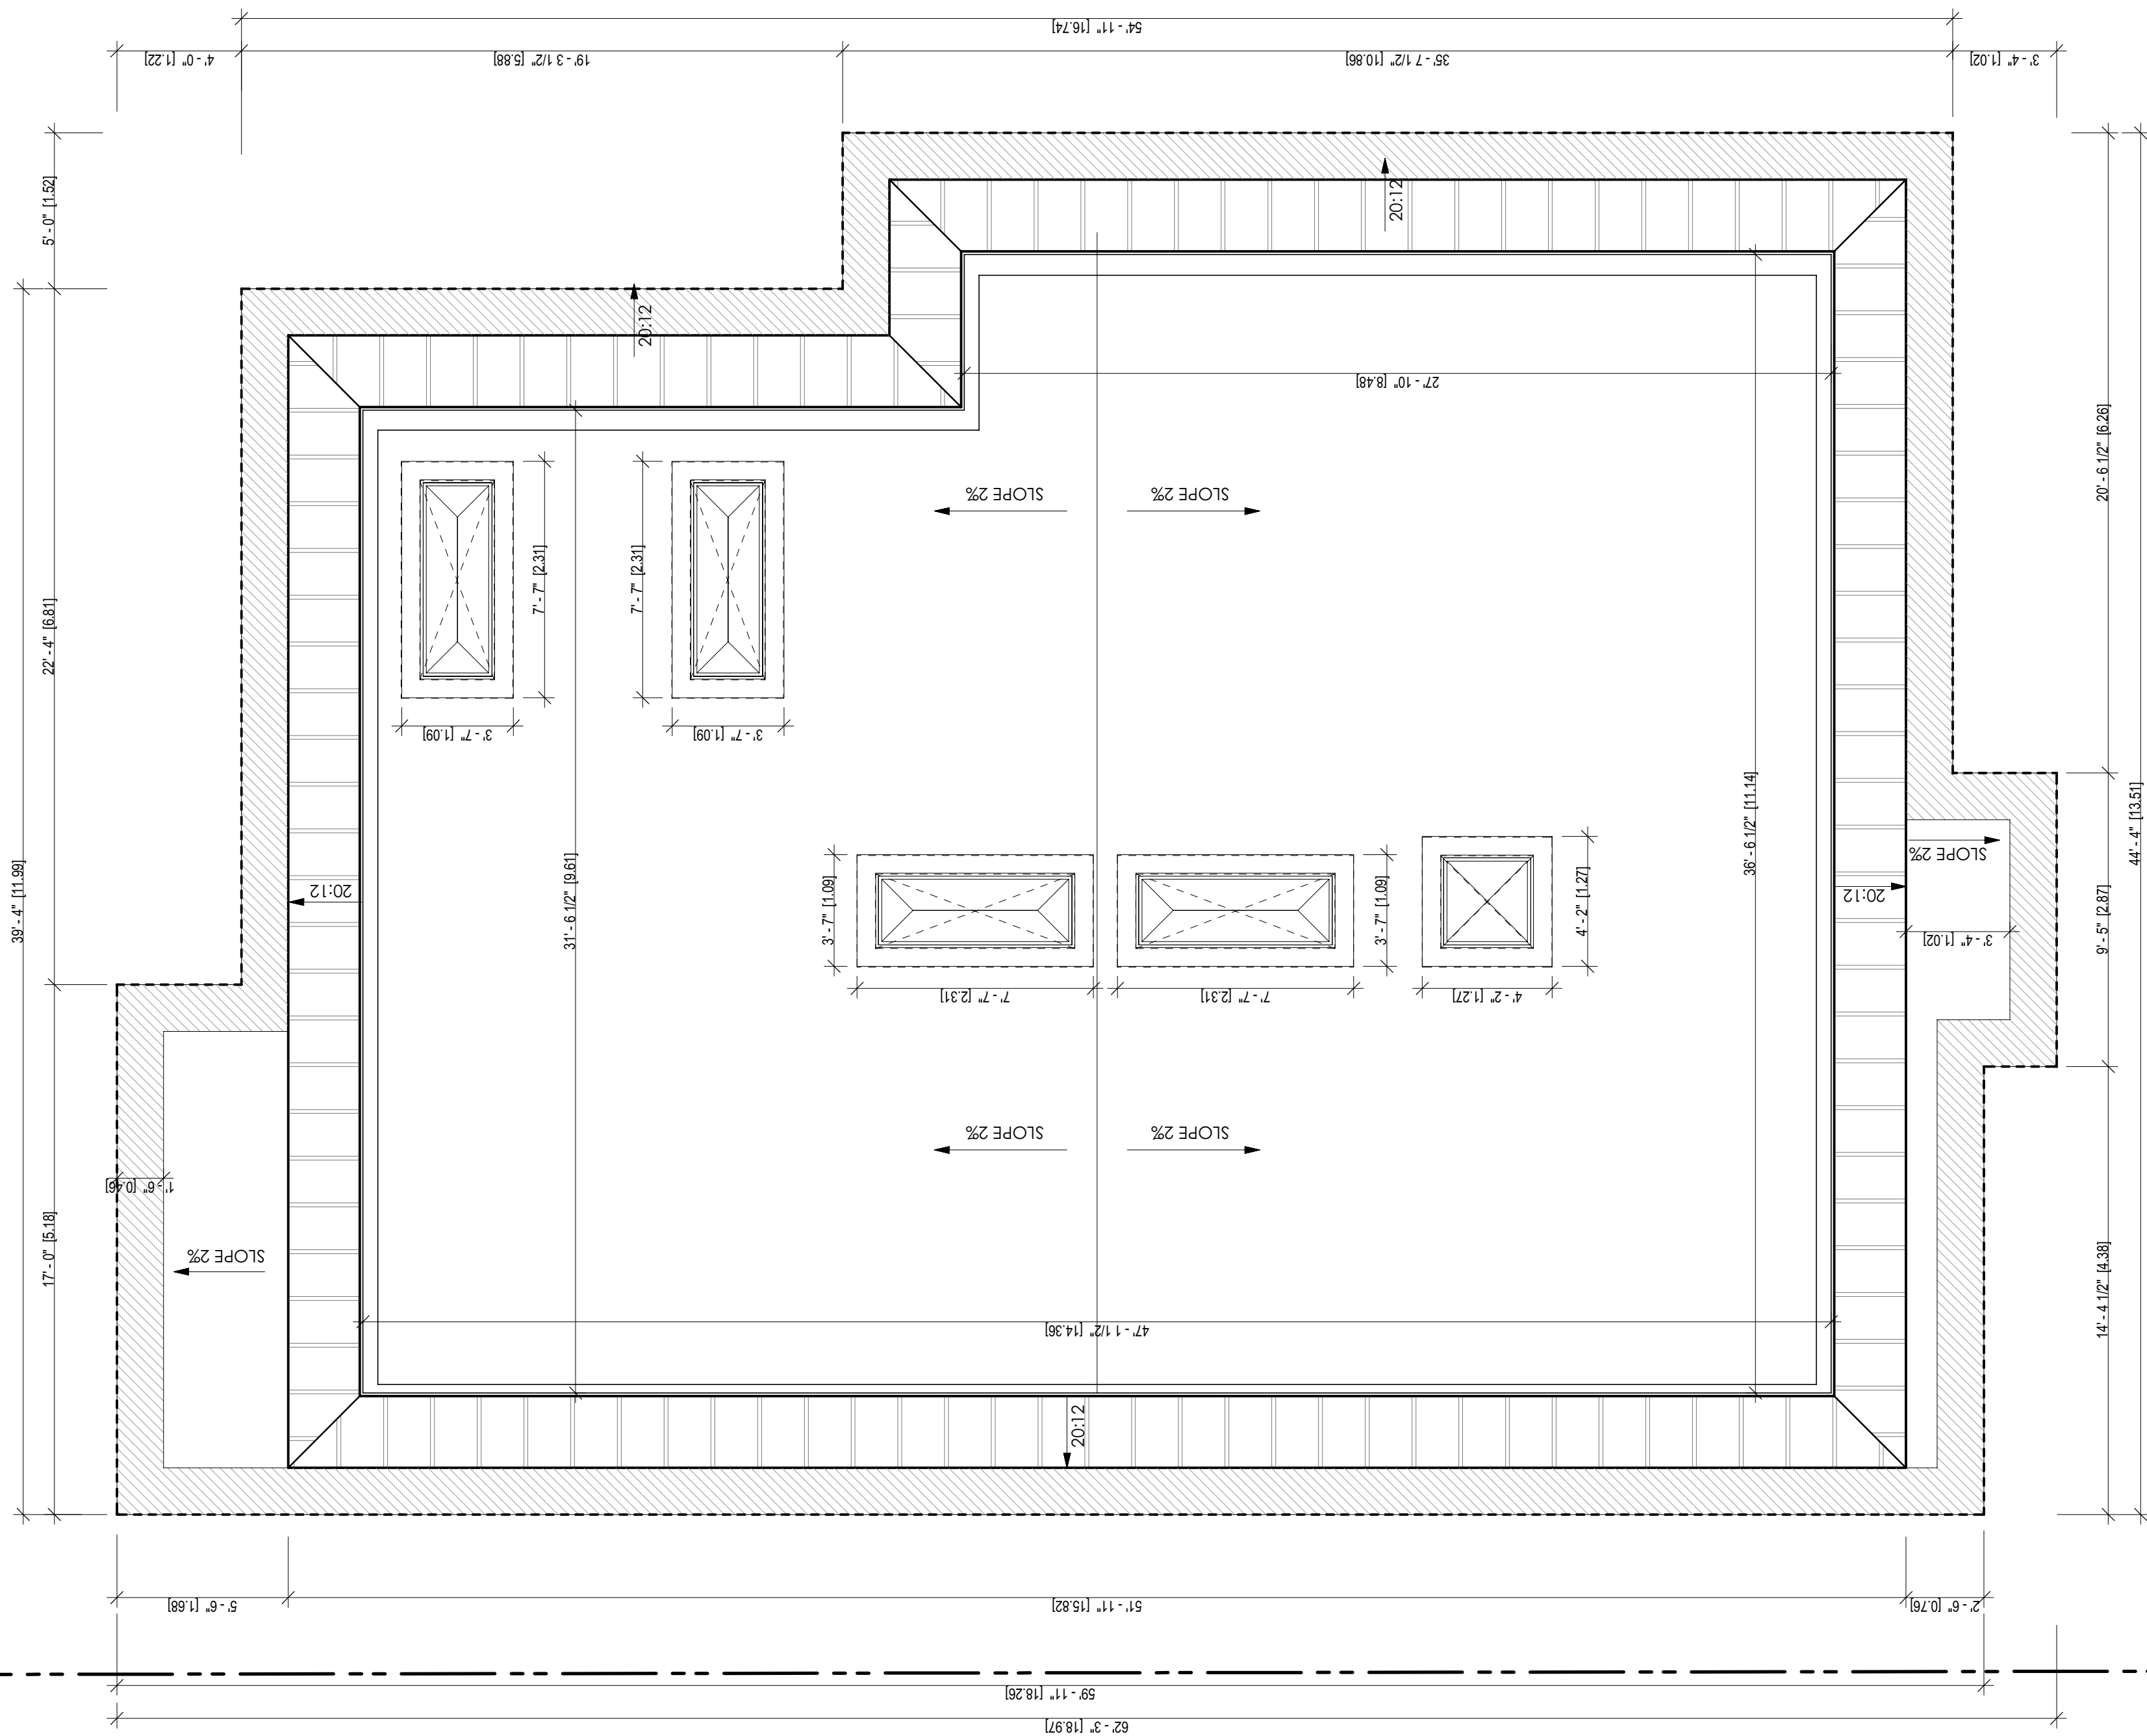 54' - 11" [16.74]
4' - 0" [1.22]
19' - 3 1/2" [5.88]
35' - 7 1/2" [10.86]
3' - 4" [1.02]
5' - 0" [1.52]
20:12
20:12
27' - 10" [8.48]
20' - 6 1/2" [6.26]
SLOPE 2%
SLOPE 2%
7' - 7" [2.31]
7' - 7" [2.31]
22' - 4" [6.81]
3' - 7" [1.09]
3' - 7" [1.09]
36' - 6 1/2" [11.14]
44' - 4" [13.51]
SLOPE 2%
39' - 4" [11.99]
20:12
31' - 6 1/2" [9.61]
3' - 7" [1.09]
3' - 7" [1.09]
4' - 2" [1.27]
20:12
9' - 5" [2.87]
3' - 4" [1.02]
7' - 7" [2.31]
7' - 7" [2.31]
4' - 2" [1.27]
SLOPE 2%
SLOPE 2%
1' - 6" [0.46]
17' - 0" [5.18]
SLOPE 2%
14' - 4 1/2" [4.38]
47' - 1 1/2" [14.36]
20:12
5' - 6" [1.68]
51' - 11" [15.82]
2' - 6" [0.76]
59' - 11" [18.26]
62' - 3" [18.97]